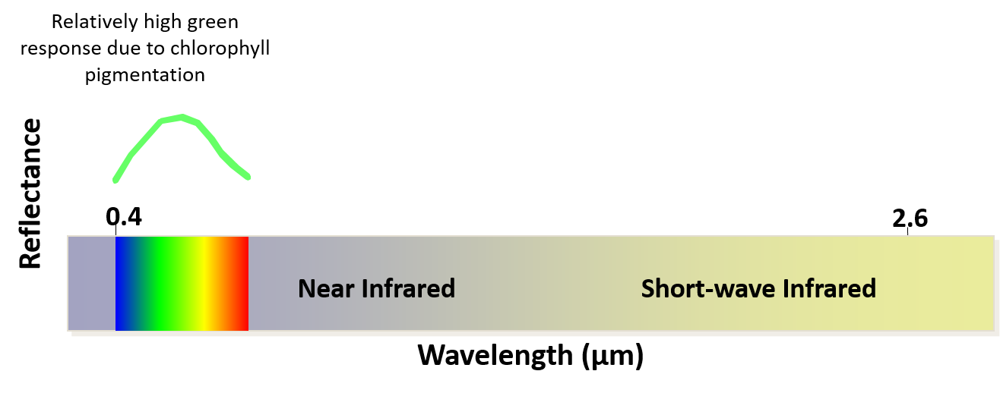 Relatively high green
response due to chlorophyll
pigmentation
Reflectance
0.4
2.6
Near Infrared
Short-wave Infrared
Wavelength (μm)